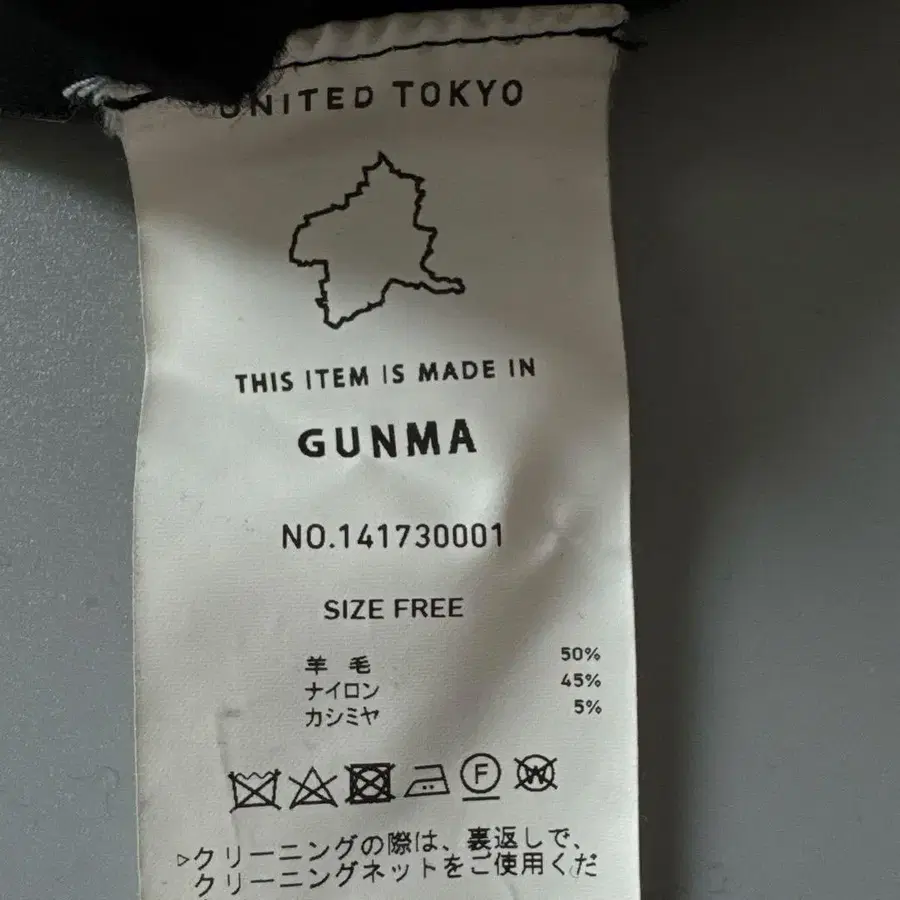 UNITED TOKYO
THIS ITEM IS MADE IN
GUNMA
NO.141730001
SIZE FREE
羊 毛 50%
ナイロン 45%
カシミヤ 5%
F W
▷クリーニングの際は、裏返しで、
クリーニングネットをご使用くだ